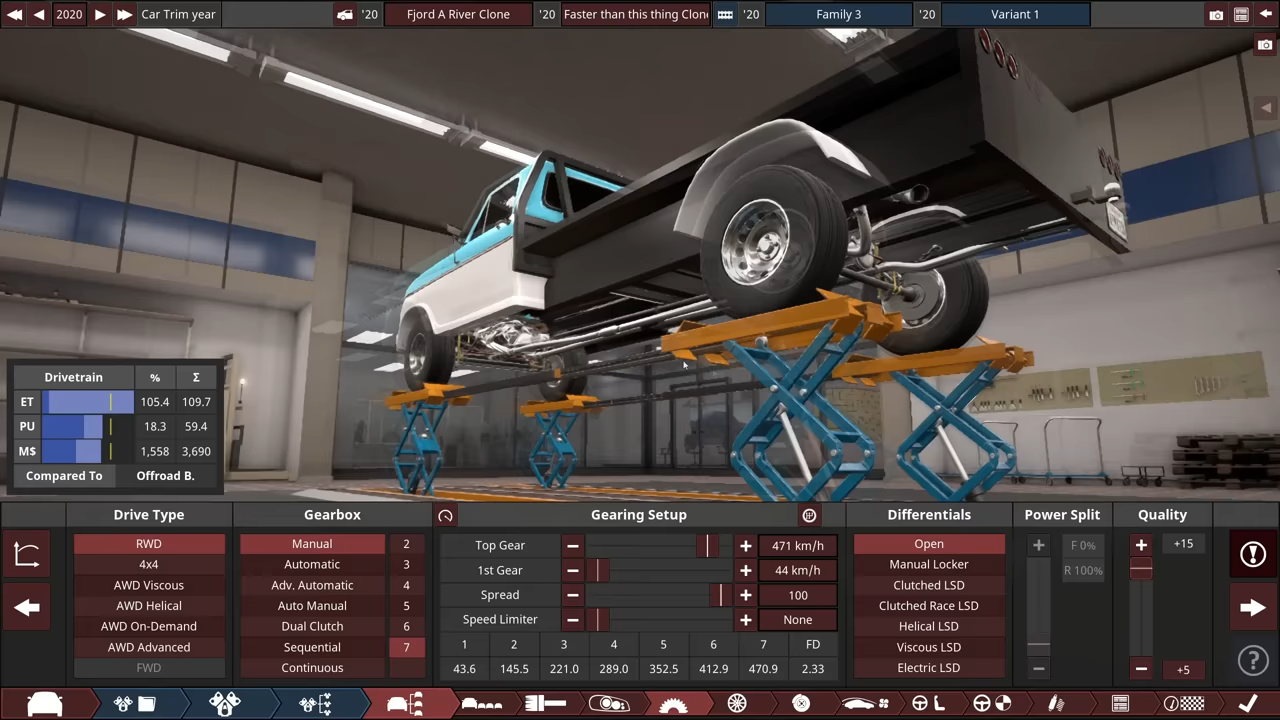 2020 Car Trim year '20 Fjord A River Clone '20 Faster than this thing Clon '20 Family 3 '20 Variant 1
Drivetrain % Σ
ET 105.4 109.7
PU 18.3 59.4
M$ 1,558 3,690
Compared To Offroad B.
Drive Type
RWD
4x4
AWD Viscous
AWD Helical
AWD On-Demand
AWD Advanced
FWD
Gearbox
Manual 2
Automatic 3
Adv. Automatic 4
Auto Manual 5
Dual Clutch 6
Sequential 7
Continuous
Gearing Setup
Top Gear − + 471 km/h
1st Gear − + 44 km/h
Spread − + 100
Speed Limiter − + None
1 2 3 4 5 6 7 FD
43.6 145.5 221.0 289.0 352.5 412.9 470.9 2.33
Differentials
Open
Manual Locker
Clutched LSD
Clutched Race LSD
Helical LSD
Viscous LSD
Electric LSD
Power Split
+ F 0%
R 100%
−
Quality
+ +15
− +5
?